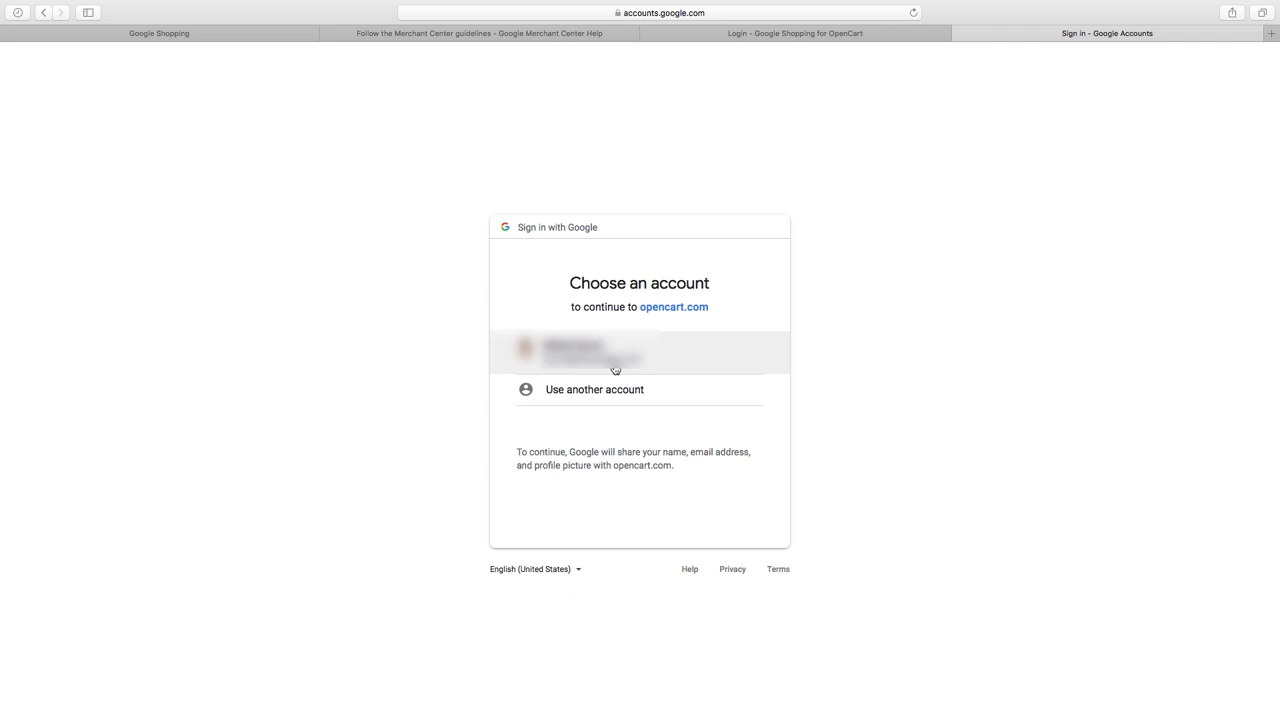 accounts.google.com
Google Shopping
Follow the Merchant Center guidelines - Google Merchant Center Help
Login - Google Shopping for OpenCart
Sign in - Google Accounts
Sign in with Google
Choose an account
to continue to opencart.com
Use another account
To continue, Google will share your name, email address,
and profile picture with opencart.com.
English (United States)
Help
Privacy
Terms